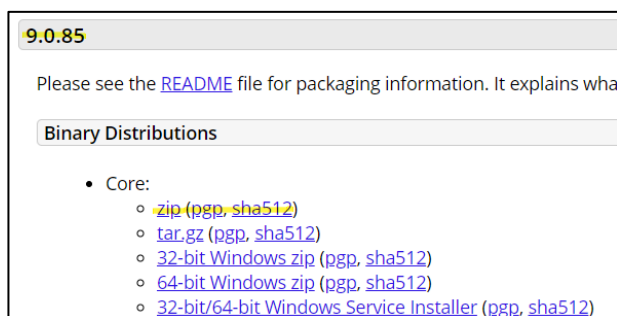 9.0.85
Please see the README file for packaging information. It explains wha
Binary Distributions
• Core:
○ zip (pgp, sha512)
○ tar.gz (pgp, sha512)
○ 32-bit Windows zip (pgp, sha512)
○ 64-bit Windows zip (pgp, sha512)
○ 32-bit/64-bit Windows Service Installer (pgp, sha512)